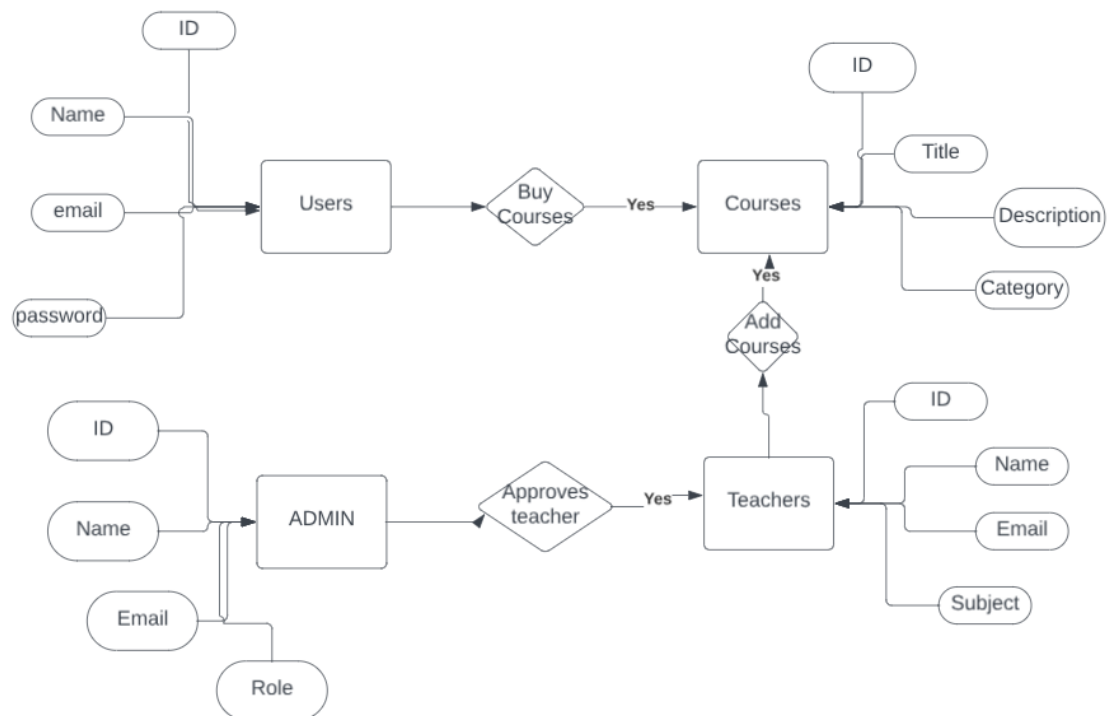 ID
Name
email
password
Users
Buy
Courses
Yes
Courses
ID
Title
Description
Category
Yes
Add
Courses
ID
Name
Email
Role
ADMIN
Approves
teacher
Yes
Teachers
ID
Name
Email
Subject